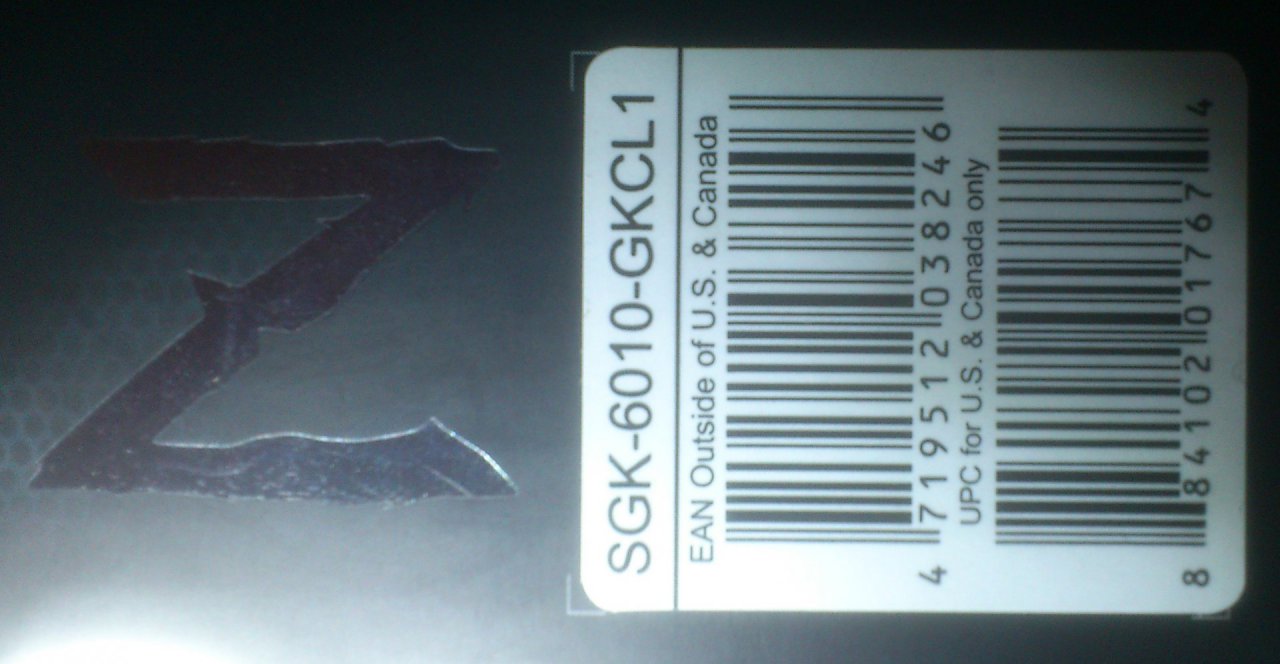 SGK-6010-GKCL1
EAN Outside of U.S. & Canada
4 719512 038246
UPC for U.S. & Canada only
8 84102 01767 4